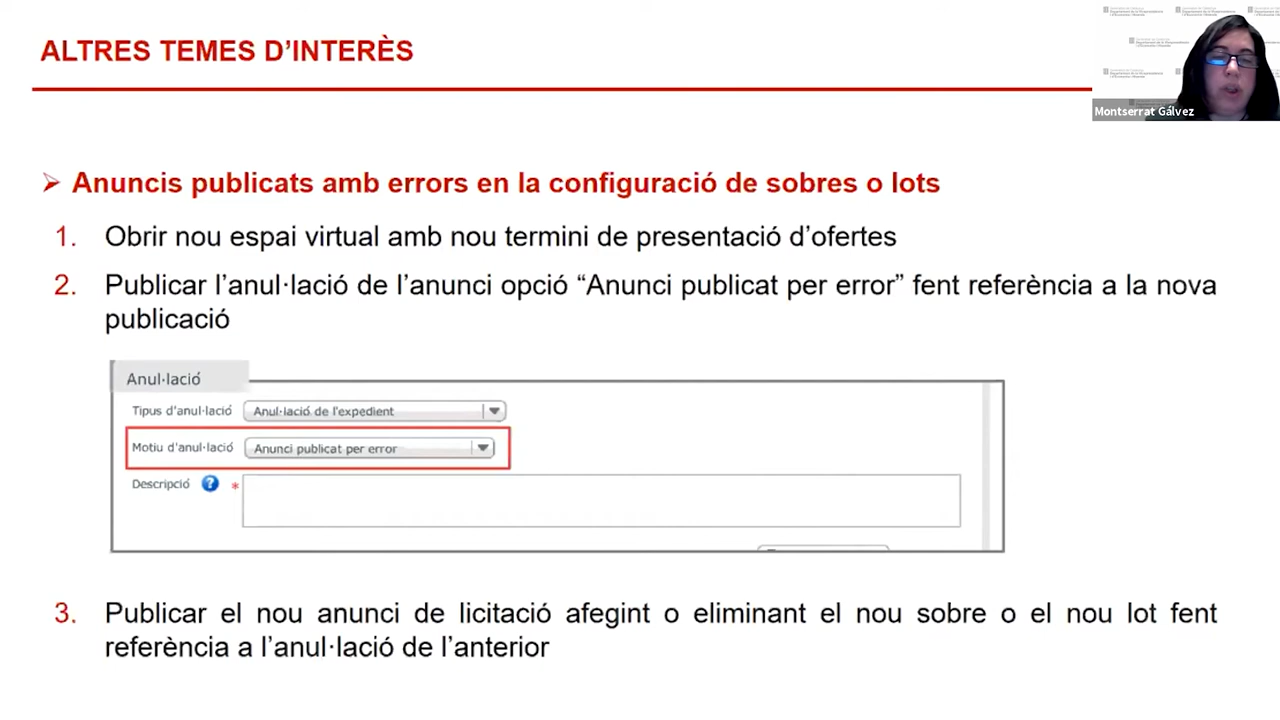 ALTRES TEMES D’INTERÈS
Montserrat Gálvez
Anuncis publicats amb errors en la configuració de sobres o lots
1. Obrir nou espai virtual amb nou termini de presentació d’ofertes
2. Publicar l’anul·lació de l’anunci opció “Anunci publicat per error” fent referència a la nova
publicació
Anul·lació
Tipus d'anul·lació Anul·lació de l'expedient
Motiu d'anul·lació Anunci publicat per error
Descripció ? *
3. Publicar el nou anunci de licitació afegint o eliminant el nou sobre o el nou lot fent
referència a l’anul·lació de l’anterior